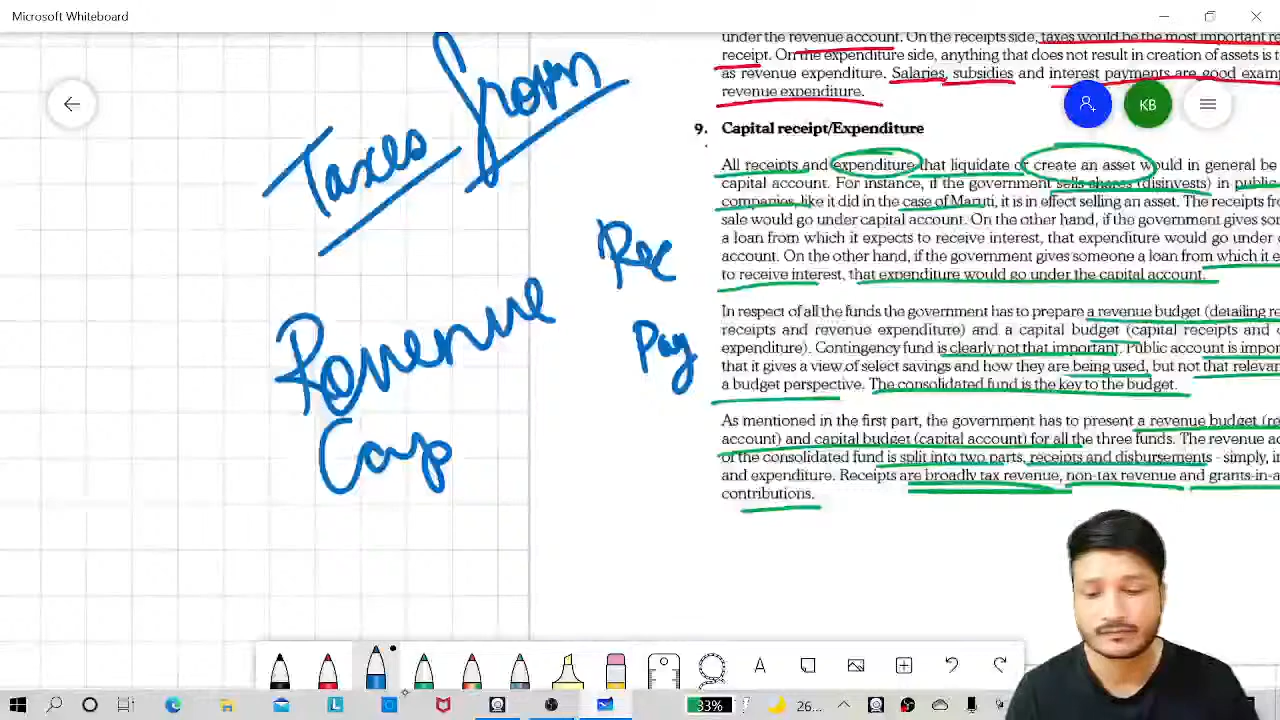 Microsoft Whiteboard
under the revenue account. On the receipts side, taxes would be the most important re
receipt. On the expenditure side, anything that does not result in creation of assets is t
as revenue expenditure. Salaries, subsidies and interest payments are good exam
revenue expenditure.
KB
9. Capital receipt/Expenditure
All receipts and expenditure that liquidate or create an asset would in general be
capital account. For instance, if the government sells shares (disinvests) in public
companies, like it did in the case of Maruti, it is in effect selling an asset. The receipts fr
sale would go under capital account. On the other hand, if the government gives so
a loan from which it expects to receive interest, that expenditure would go under
account. On the other hand, if the government gives someone a loan from which it e
to receive interest, that expenditure would go under the capital account.
In respect of all the funds the government has to prepare a revenue budget (detailing re
receipts and revenue expenditure) and a capital budget (capital receipts and
expenditure). Contingency fund is clearly not that important. Public account is impor
that it gives a view of select savings and how they are being used, but not that relevan
a budget perspective. The consolidated fund is the key to the budget.
As mentioned in the first part, the government has to present a revenue budget (re
account) and capital budget (capital account) for all the three funds. The revenue a
of the consolidated fund is split into two parts, receipts and disbursements - simply, i
and expenditure. Receipts are broadly tax revenue, non-tax revenue and grants-in-a
contributions.
Taxes from
Revenue
Cap
Rec
Pay
33%
26...